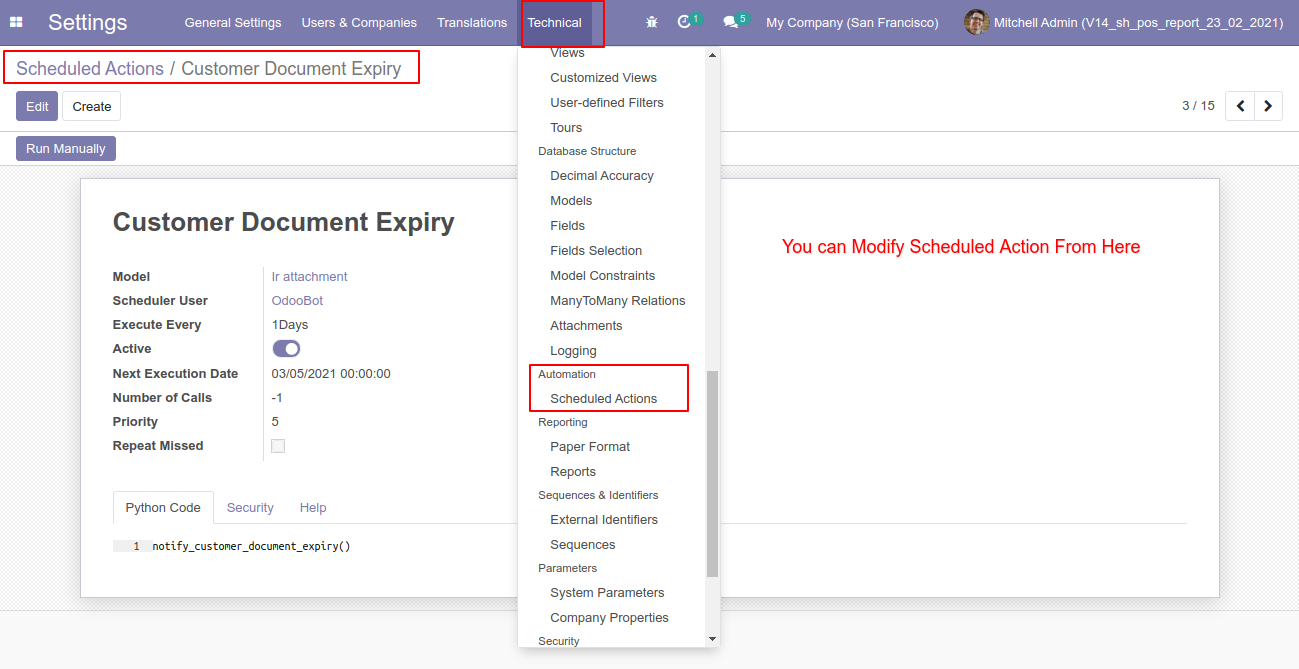 Settings General Settings Users & Companies Translations Technical 1 5 My Company (San Francisco) Mitchell Admin (V14_sh_pos_report_23_02_2021)
Scheduled Actions / Customer Document Expiry
Edit Create
3 / 15
Run Manually
Views
Customized Views
User-defined Filters
Tours
Database Structure
Decimal Accuracy
Models
Fields
Fields Selection
Model Constraints
ManyToMany Relations
Attachments
Logging
Automation
Scheduled Actions
Reporting
Paper Format
Reports
Sequences & Identifiers
External Identifiers
Sequences
Parameters
System Parameters
Company Properties
Security
Customer Document Expiry
You can Modify Scheduled Action From Here
Model Ir attachment
Scheduler User OdooBot
Execute Every 1Days
Active
Next Execution Date 03/05/2021 00:00:00
Number of Calls -1
Priority 5
Repeat Missed
Python Code Security Help
1 notify_customer_document_expiry()